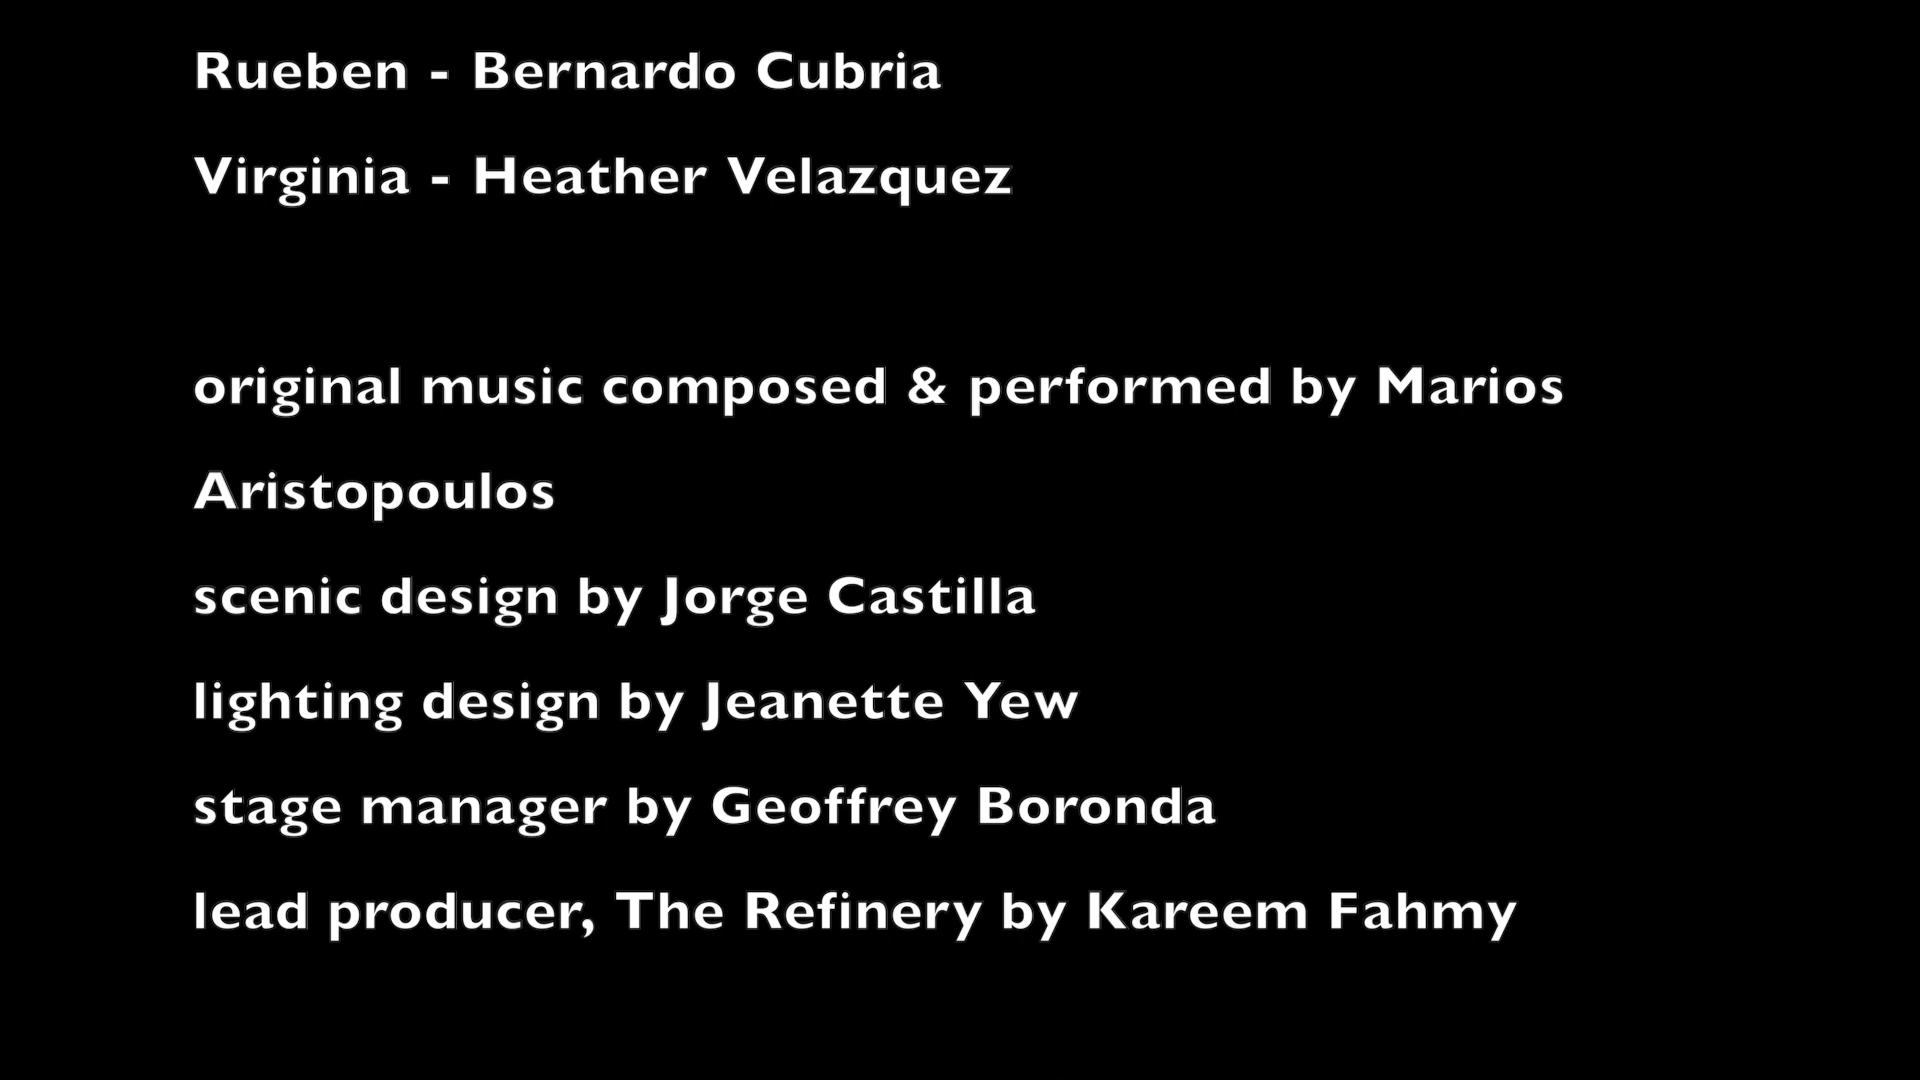 Rueben - Bernardo Cubria
Virginia - Heather Velazquez
original music composed & performed by Marios
Aristopoulos
scenic design by Jorge Castilla
lighting design by Jeanette Yew
stage manager by Geoffrey Boronda
lead producer, The Refinery by Kareem Fahmy